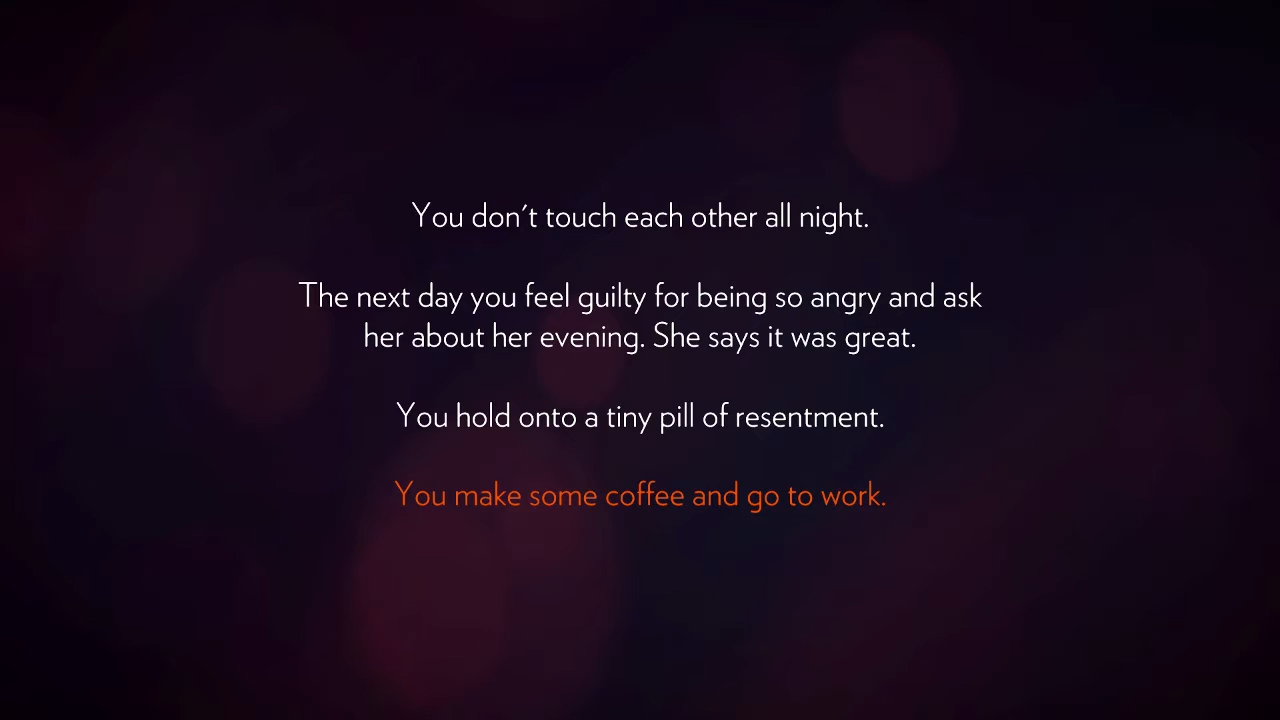 You don't touch each other all night.
The next day you feel guilty for being so angry and ask
her about her evening. She says it was great.
You hold onto a tiny pill of resentment.
You make some coffee and go to work.